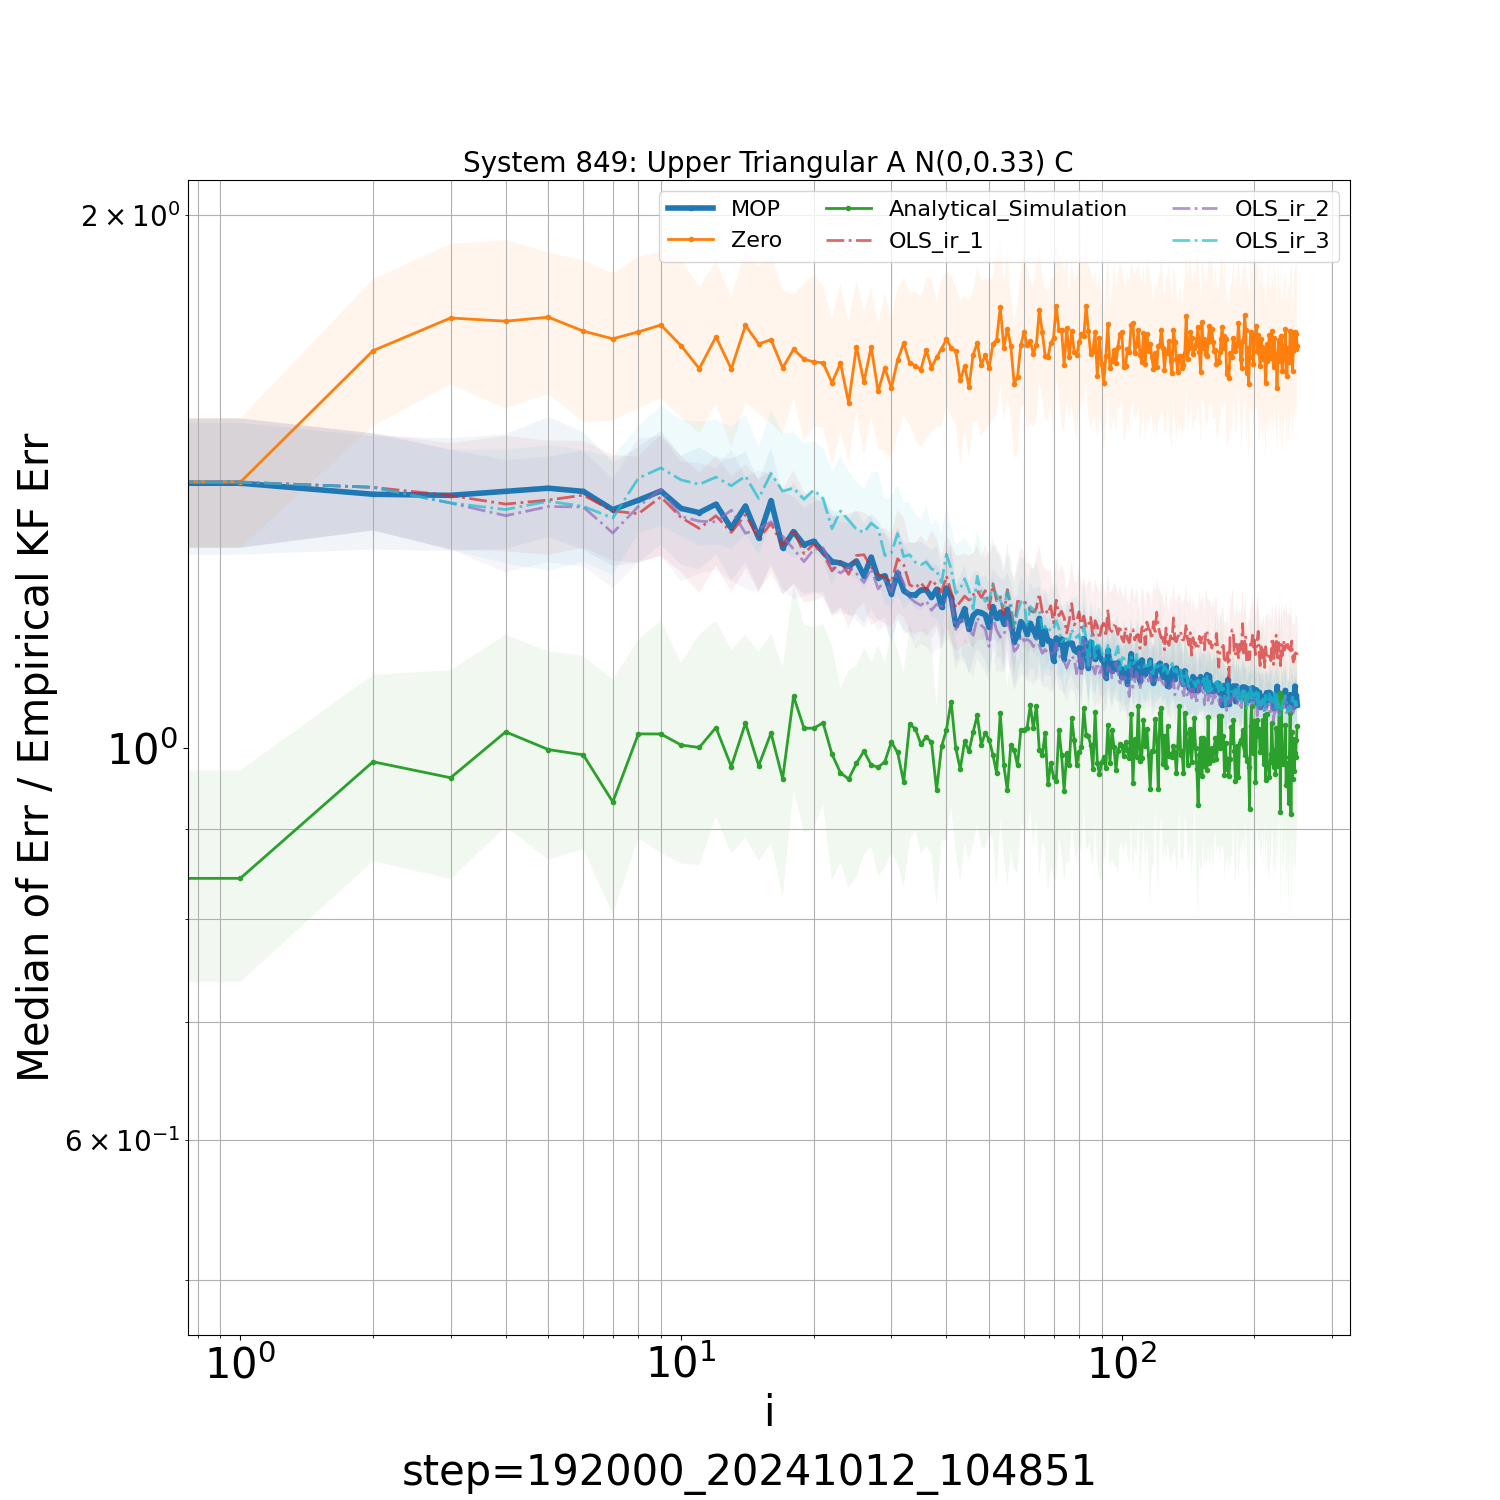 System 849: Upper Triangular A N(0,0.33) C
MOP
Zero
Analytical_Simulation
OLS_ir_1
OLS_ir_2
OLS_ir_3
Median of Err / Empirical KF Err
2 × 10⁰
10⁰
6 × 10⁻¹
10⁰ 10¹ 10²
i
step=192000_20241012_104851